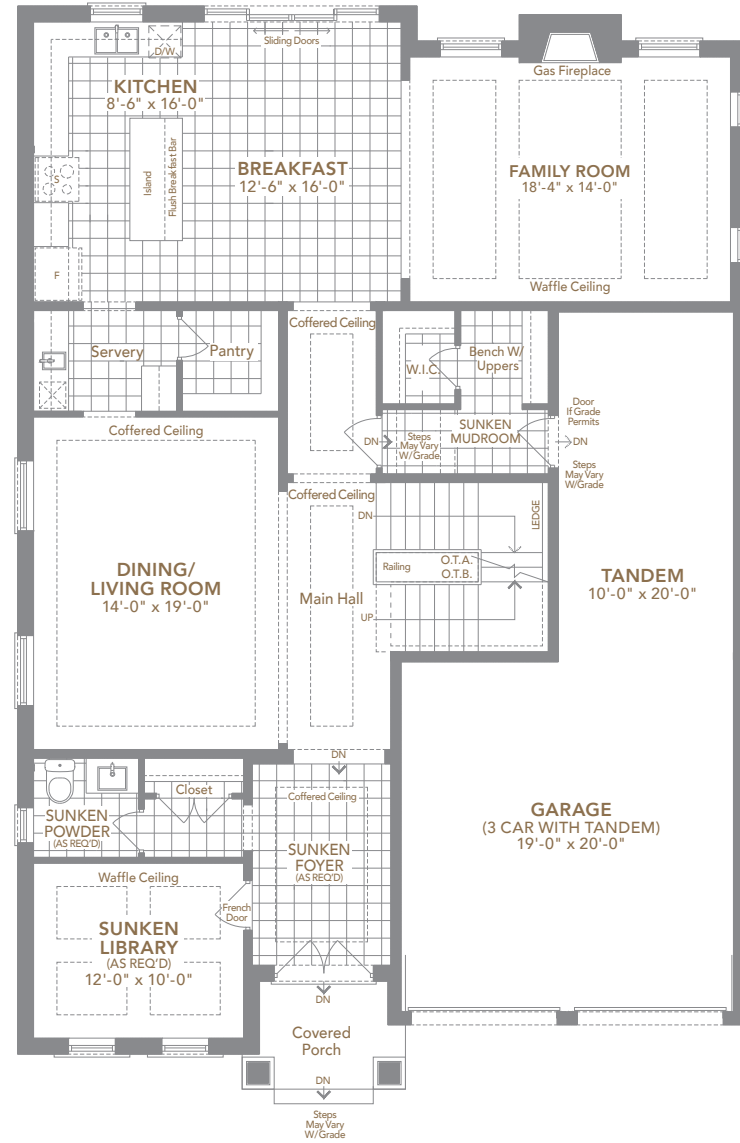 D/W
Sliding Doors
KITCHEN
8'-6" x 16'-0"
Island
Flush Breakfast Bar
BREAKFAST
12'-6" x 16'-0"
S
F
Gas Fireplace
FAMILY ROOM
18'-4" x 14'-0"
Waffle Ceiling
Servery
Pantry
Coffered Ceiling
W.I.C.
Bench W/
Uppers
SUNKEN
MUDROOM
DN
Steps
May Vary
W/Grade
Door
If Grade
Permits
DN
Steps
May Vary
W/Grade
Coffered Ceiling
DINING/
LIVING ROOM
14'-0" x 19'-0"
Coffered Ceiling
Main Hall
DN
LEDGE
Railing
O.T.A.
O.T.B.
UP
TANDEM
10'-0" x 20'-0"
DN
Closet
SUNKEN
POWDER
(AS REQ'D)
Coffered Ceiling
SUNKEN
FOYER
(AS REQ'D)
GARAGE
(3 CAR WITH TANDEM)
19'-0" x 20'-0"
Waffle Ceiling
French
Door
SUNKEN
LIBRARY
(AS REQ'D)
12'-0" x 10'-0"
DN
Covered
Porch
DN
Steps
May Vary
W/Grade